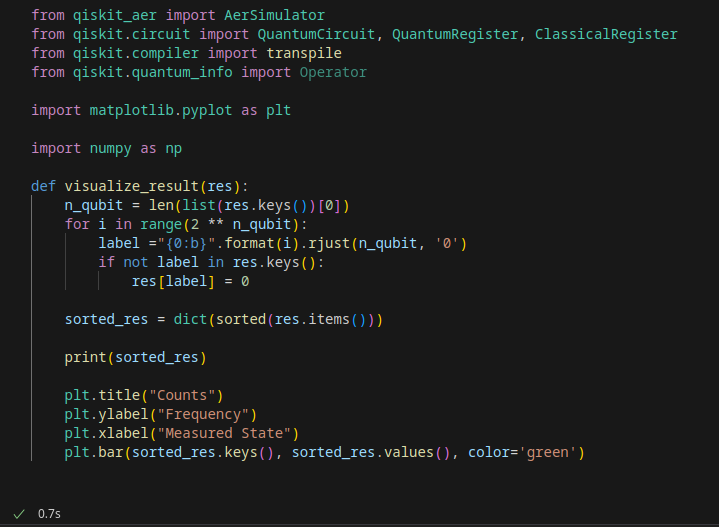 from qiskit_aer import AerSimulator
from qiskit.circuit import QuantumCircuit, QuantumRegister, ClassicalRegister
from qiskit.compiler import transpile
from qiskit.quantum_info import Operator

import matplotlib.pyplot as plt

import numpy as np

def visualize_result(res):
    n_qubit = len(list(res.keys())[0])
    for i in range(2 ** n_qubit):
        label ="{0:b}".format(i).rjust(n_qubit, '0')
        if not label in res.keys():
            res[label] = 0

    sorted_res = dict(sorted(res.items()))

    print(sorted_res)

    plt.title("Counts")
    plt.ylabel("Frequency")
    plt.xlabel("Measured State")
    plt.bar(sorted_res.keys(), sorted_res.values(), color='green')

0.7s